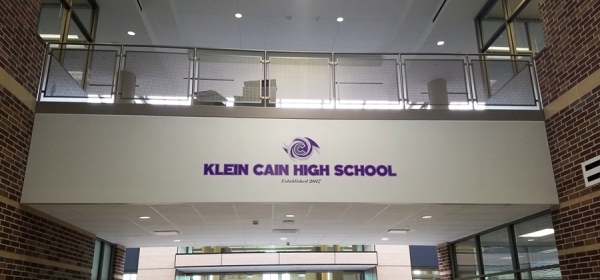 KLEIN CAIN HIGH SCHOOL
Established 2017